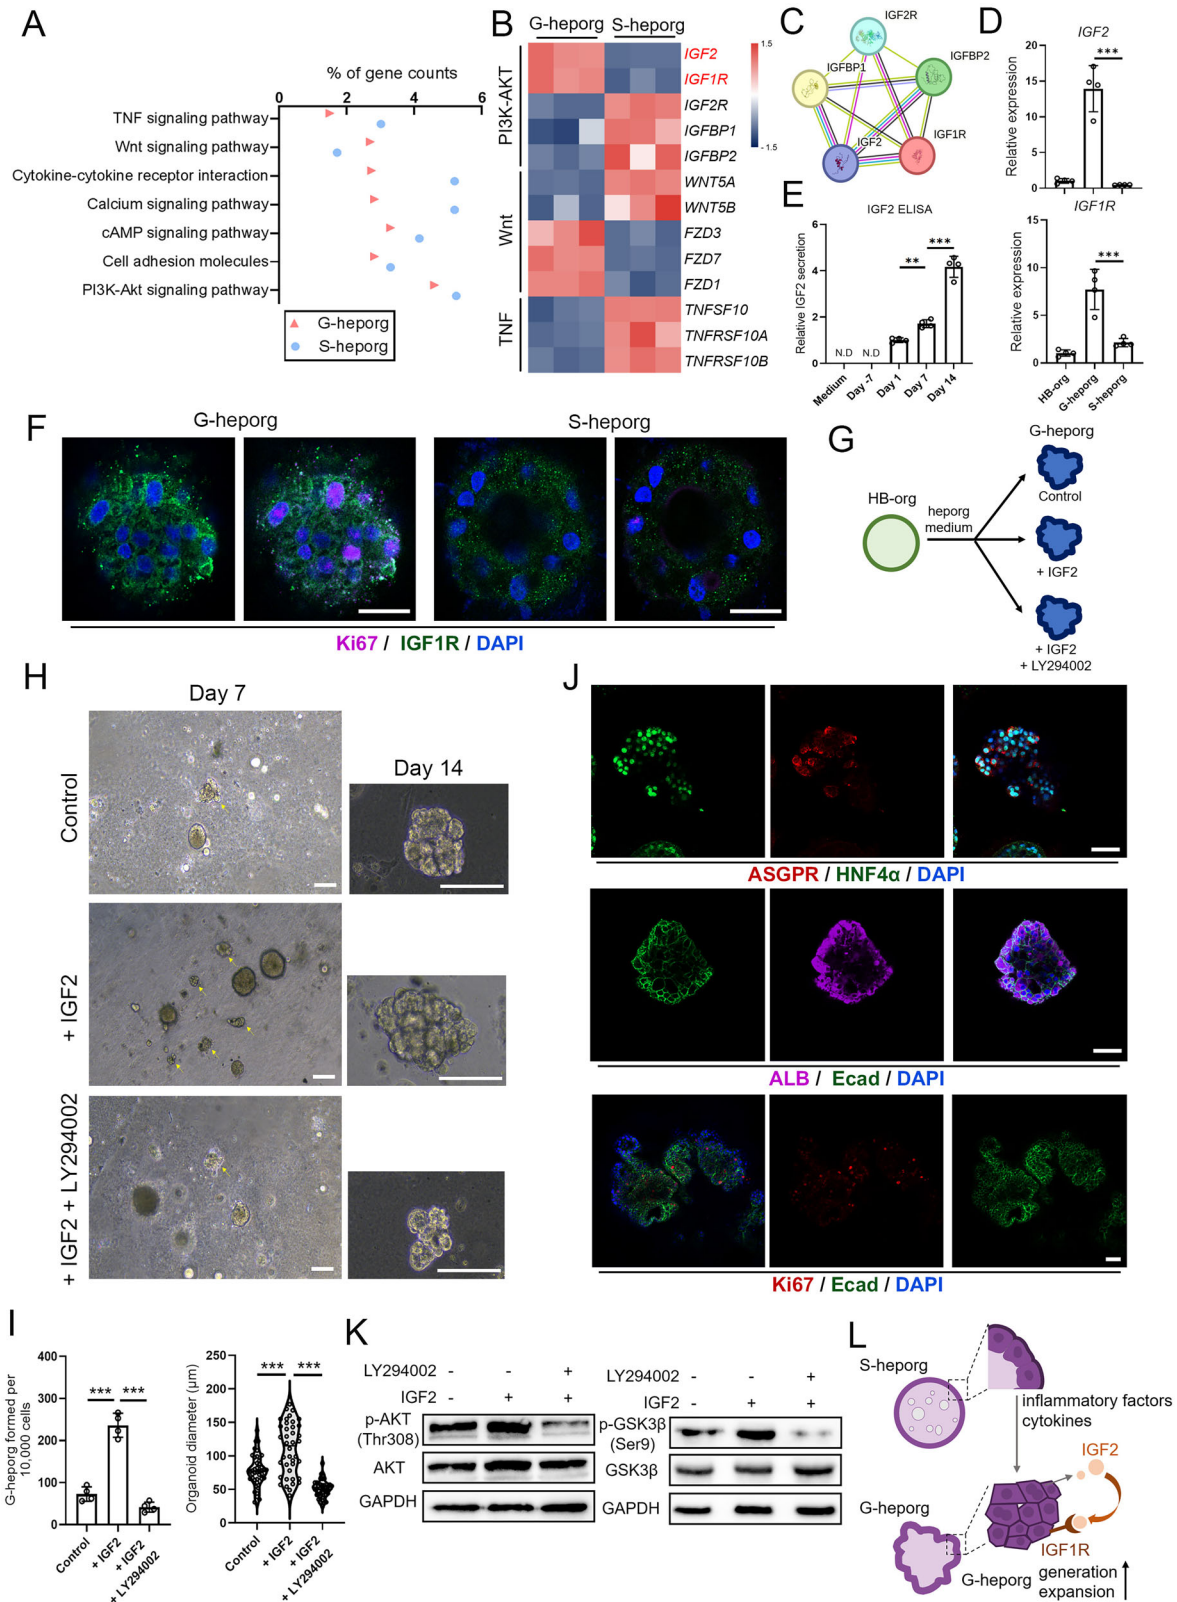 A
% of gene counts
0 2 4 6
TNF signaling pathway
Wnt signaling pathway
Cytokine-cytokine receptor interaction
Calcium signaling pathway
cAMP signaling pathway
Cell adhesion molecules
PI3K-Akt signaling pathway
G-heporg
S-heporg
B
G-heporg S-heporg
PI3K-AKT
Wnt
TNF
IGF2
IGF1R
IGF2R
IGFBP1
IGFBP2
WNT5A
WNT5B
FZD3
FZD7
FZD1
TNFSF10
TNFRSF10A
TNFRSF10B
1.5
-1.5
C
IGF2R
IGFBP1
IGFBP2
IGF2
IGF1R
D
IGF2
Relative expression
20
15
10
5
0
***
IGF1R
Relative expression
15
10
5
0
***
HB-org
G-heporg
S-heporg
E
IGF2 ELISA
Relative IGF2 secretion
6
4
2
0
N.D N.D
** ***
Medium
Day -7
Day 1
Day 7
Day 14
F
G-heporg S-heporg
Ki67 / IGF1R / DAPI
G
HB-org
heporg
medium
G-heporg
Control
+ IGF2
+ IGF2
+ LY294002
H
Day 7
Day 14
Control
+ IGF2
+ IGF2 + LY294002
J
ASGPR / HNF4α / DAPI
ALB / Ecad / DAPI
Ki67 / Ecad / DAPI
I
G-heporg formed per
10,000 cells
400
300
200
100
0
*** ***
Control
+ IGF2
+ IGF2
+ LY294002
Organoid diameter (μm)
250
200
150
100
50
0
*** ***
Control
+ IGF2
+ IGF2
+ LY294002
K
LY294002 - - +
IGF2 - + +
p-AKT
(Thr308)
AKT
GAPDH
LY294002 - - +
IGF2 - + +
p-GSK3β
(Ser9)
GSK3β
GAPDH
L
S-heporg
inflammatory factors
cytokines
IGF2
G-heporg
IGF1R
G-heporg generation
expansion